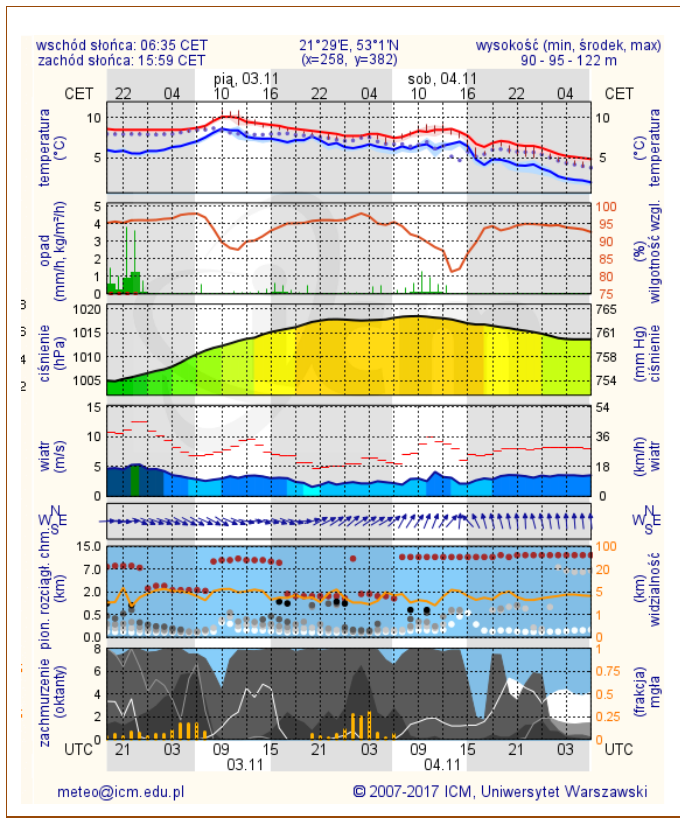 wschód słońca: 06:35 CET 21°29'E, 53°1'N wysokość (min, środek, max)
zachód słońca: 15:59 CET (x=258, y=382) 90 - 95 - 122 m
pią, 03.11 sob, 04.11
CET 22 04 10 16 22 04 10 16 22 04 CET
temperatura (°C) 10 5 10 5 temperatura (°C)
opad (mm/h, kg/m²/h) 5 4 3 2 1 0 100 95 90 85 80 75 (%) wilgotność wzgl.
ciśnienie (hPa) 1020 1015 1010 1005 765 761 758 754 (mm Hg) ciśnienie
wiatr (m/s) 15 10 5 0 54 36 18 0 (km/h) wiatr
N W E S N W E S
pion. rozciągł. chm. (km) 15.0 7.0 2.0 0.5 0.0 100 20 5 1 0 (km) widzialność
zachmurzenie (oktanty) 8 6 4 2 0 1 0.75 0.5 0.25 0 (frakcja) mgła
UTC 21 03 09 15 21 03 09 15 21 03 UTC
03.11 04.11
meteo@icm.edu.pl © 2007-2017 ICM, Uniwersytet Warszawski